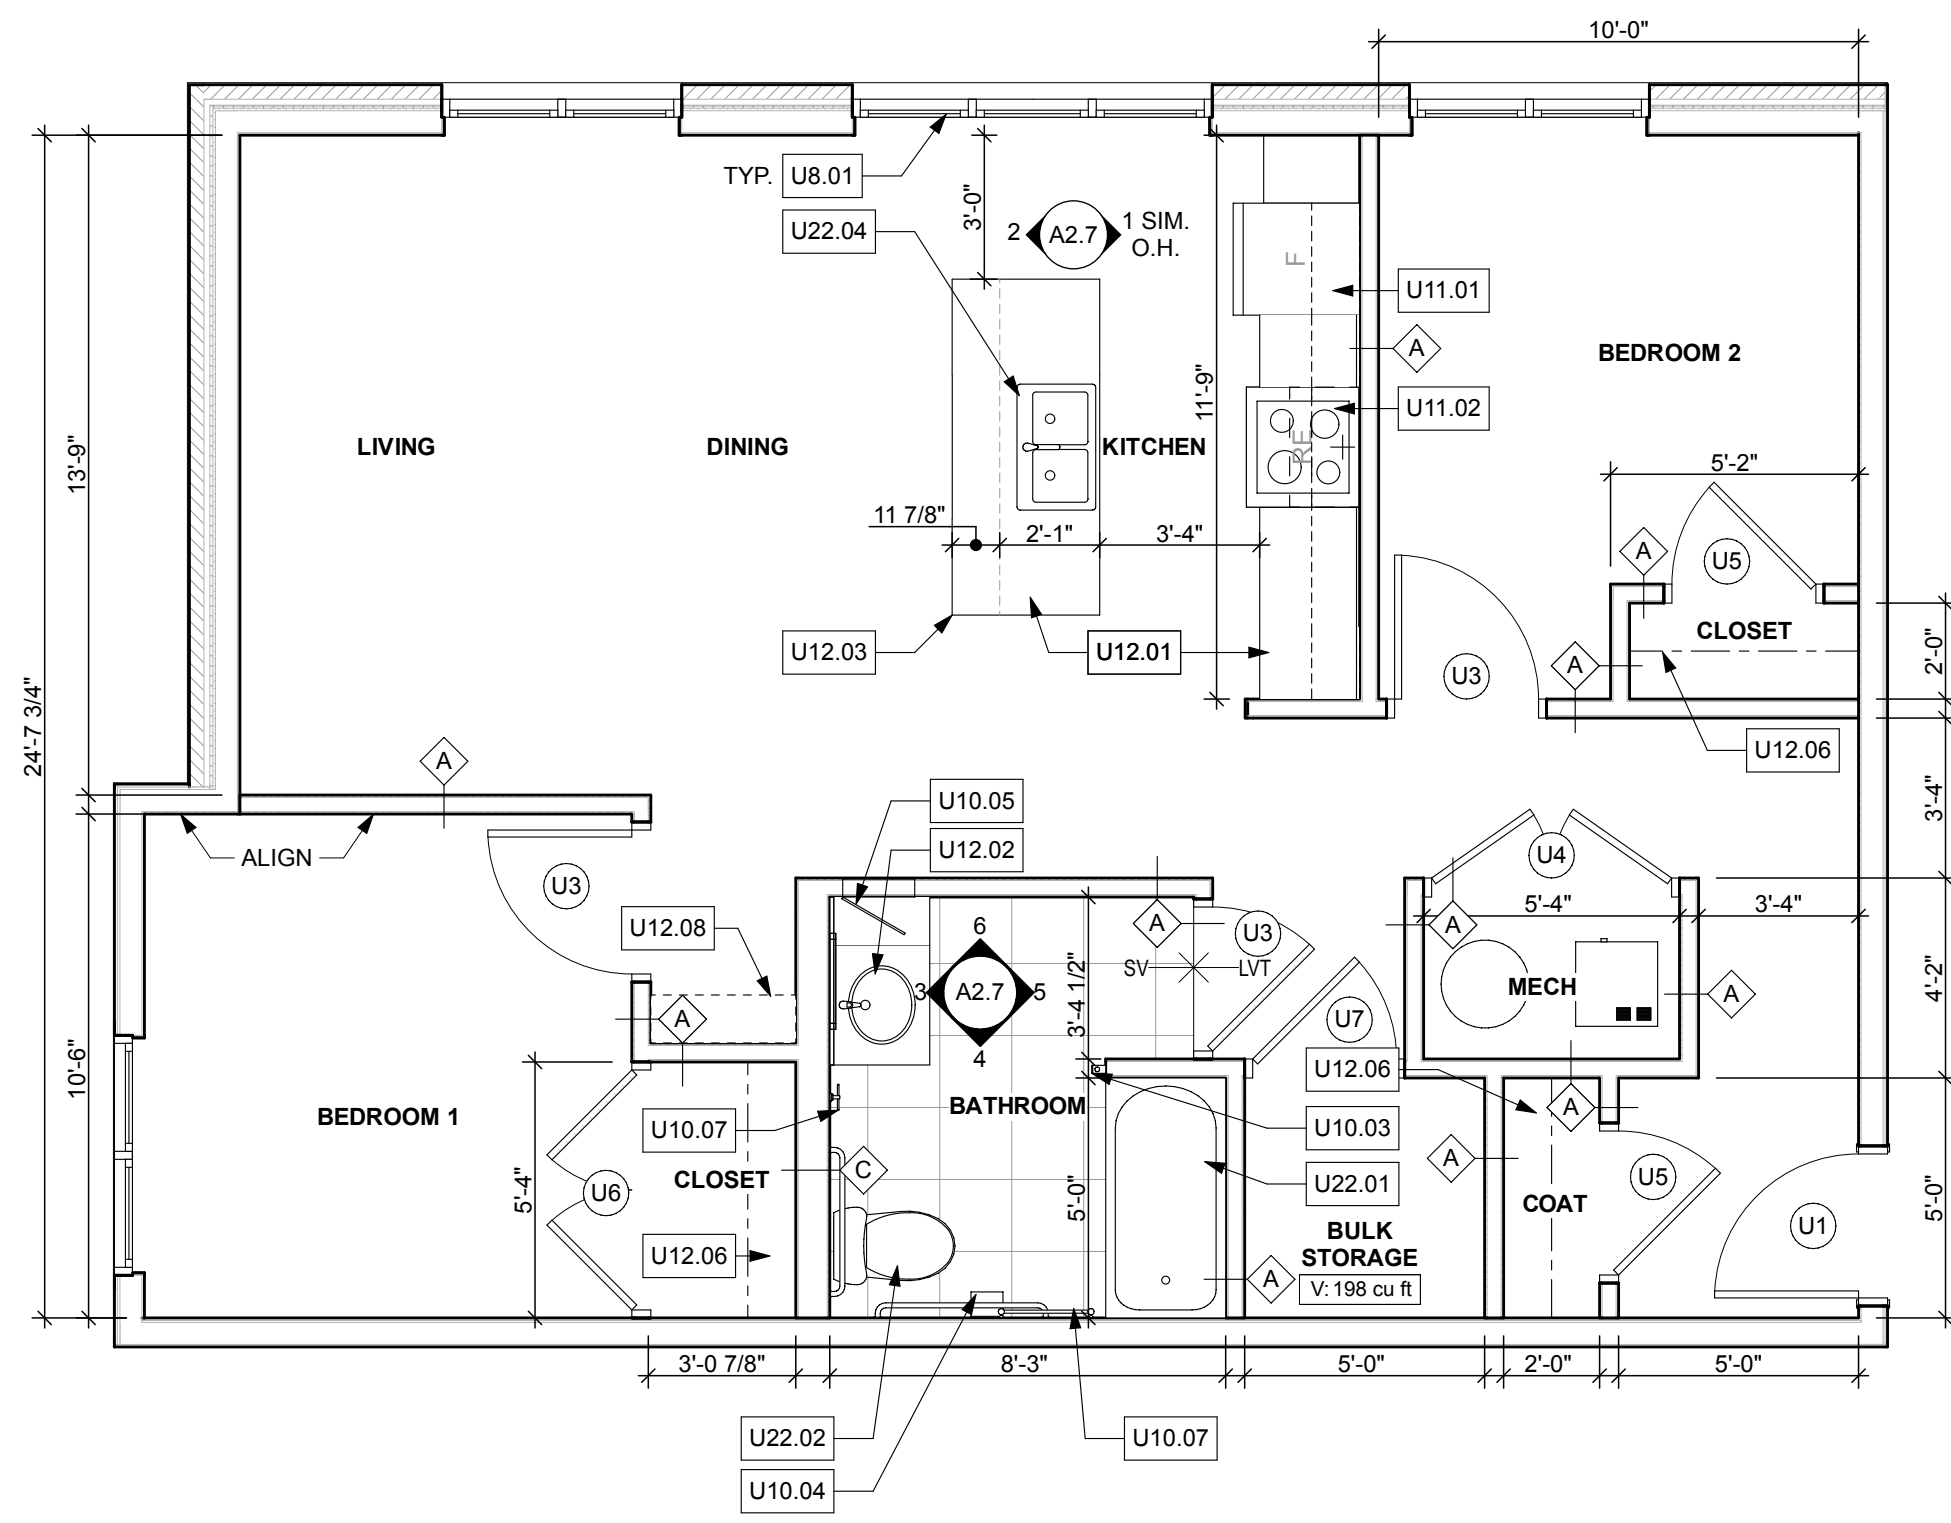 10'-0"
TYP.
U8.01
U22.04
3'-0"
2
A2.7
1 SIM.
O.H.
F
U11.01
A
BEDROOM 2
U11.02
RE
11'-9"
13'-9"
LIVING
DINING
KITCHEN
5'-2"
11 7/8"
2'-1"
3'-4"
A
U5
CLOSET
2'-0"
U12.03
U12.01
A
U3
24'-7 3/4"
U12.06
A
3'-4"
ALIGN
U10.05
U12.02
U4
U3
U12.08
6
A
U3
5'-4"
3'-4"
A
SV
LVT
3
A2.7
5
4
3'-4 1/2"
MECH
A
4'-2"
A
U7
10'-6"
U12.06
BEDROOM 1
U10.07
BATHROOM
U10.03
A
A
C
CLOSET
U6
5'-4"
U22.01
5'-0"
COAT
U5
U1
5'-0"
BULK
STORAGE
V: 198 cu ft
U12.06
A
3'-0 7/8"
8'-3"
5'-0"
2'-0"
5'-0"
U22.02
U10.07
U10.04